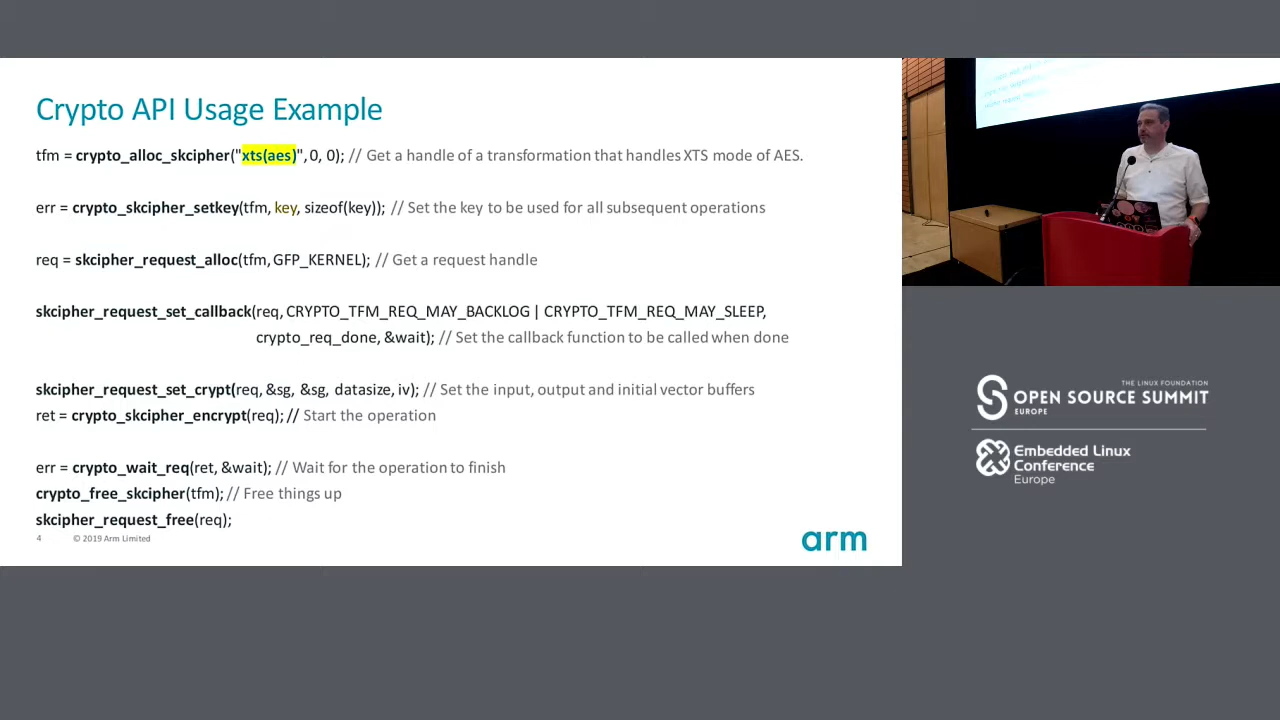 Crypto API Usage Example
tfm = crypto_alloc_skcipher("xts(aes)", 0, 0); // Get a handle of a transformation that handles XTS mode of AES.
err = crypto_skcipher_setkey(tfm, key, sizeof(key)); // Set the key to be used for all subsequent operations
req = skcipher_request_alloc(tfm, GFP_KERNEL); // Get a request handle
skcipher_request_set_callback(req, CRYPTO_TFM_REQ_MAY_BACKLOG | CRYPTO_TFM_REQ_MAY_SLEEP,
crypto_req_done, &wait); // Set the callback function to be called when done
skcipher_request_set_crypt(req, &sg, &sg, datasize, iv); // Set the input, output and initial vector buffers
ret = crypto_skcipher_encrypt(req); // Start the operation
err = crypto_wait_req(ret, &wait); // Wait for the operation to finish
crypto_free_skcipher(tfm); // Free things up
skcipher_request_free(req);
4 © 2019 Arm Limited
arm
THE LINUX FOUNDATION
OPEN SOURCE SUMMIT
EUROPE
Embedded Linux
Conference
Europe